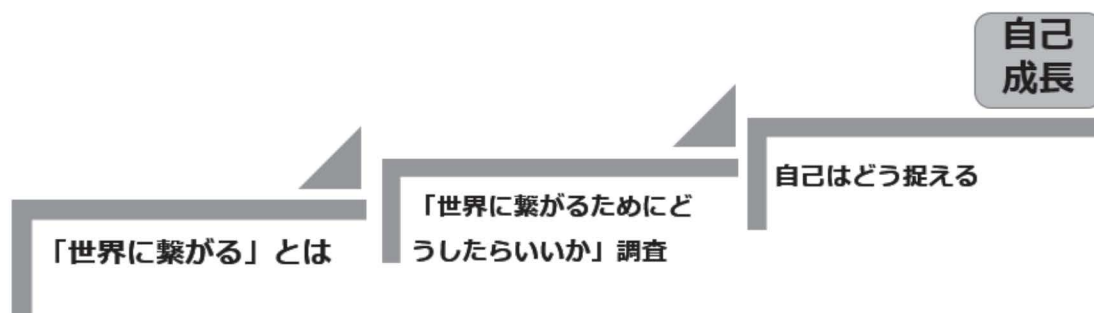 自己
成長
自己はどう捉える
「世界に繋がるためにど
うしたらいいか」調査
「世界に繋がる」とは